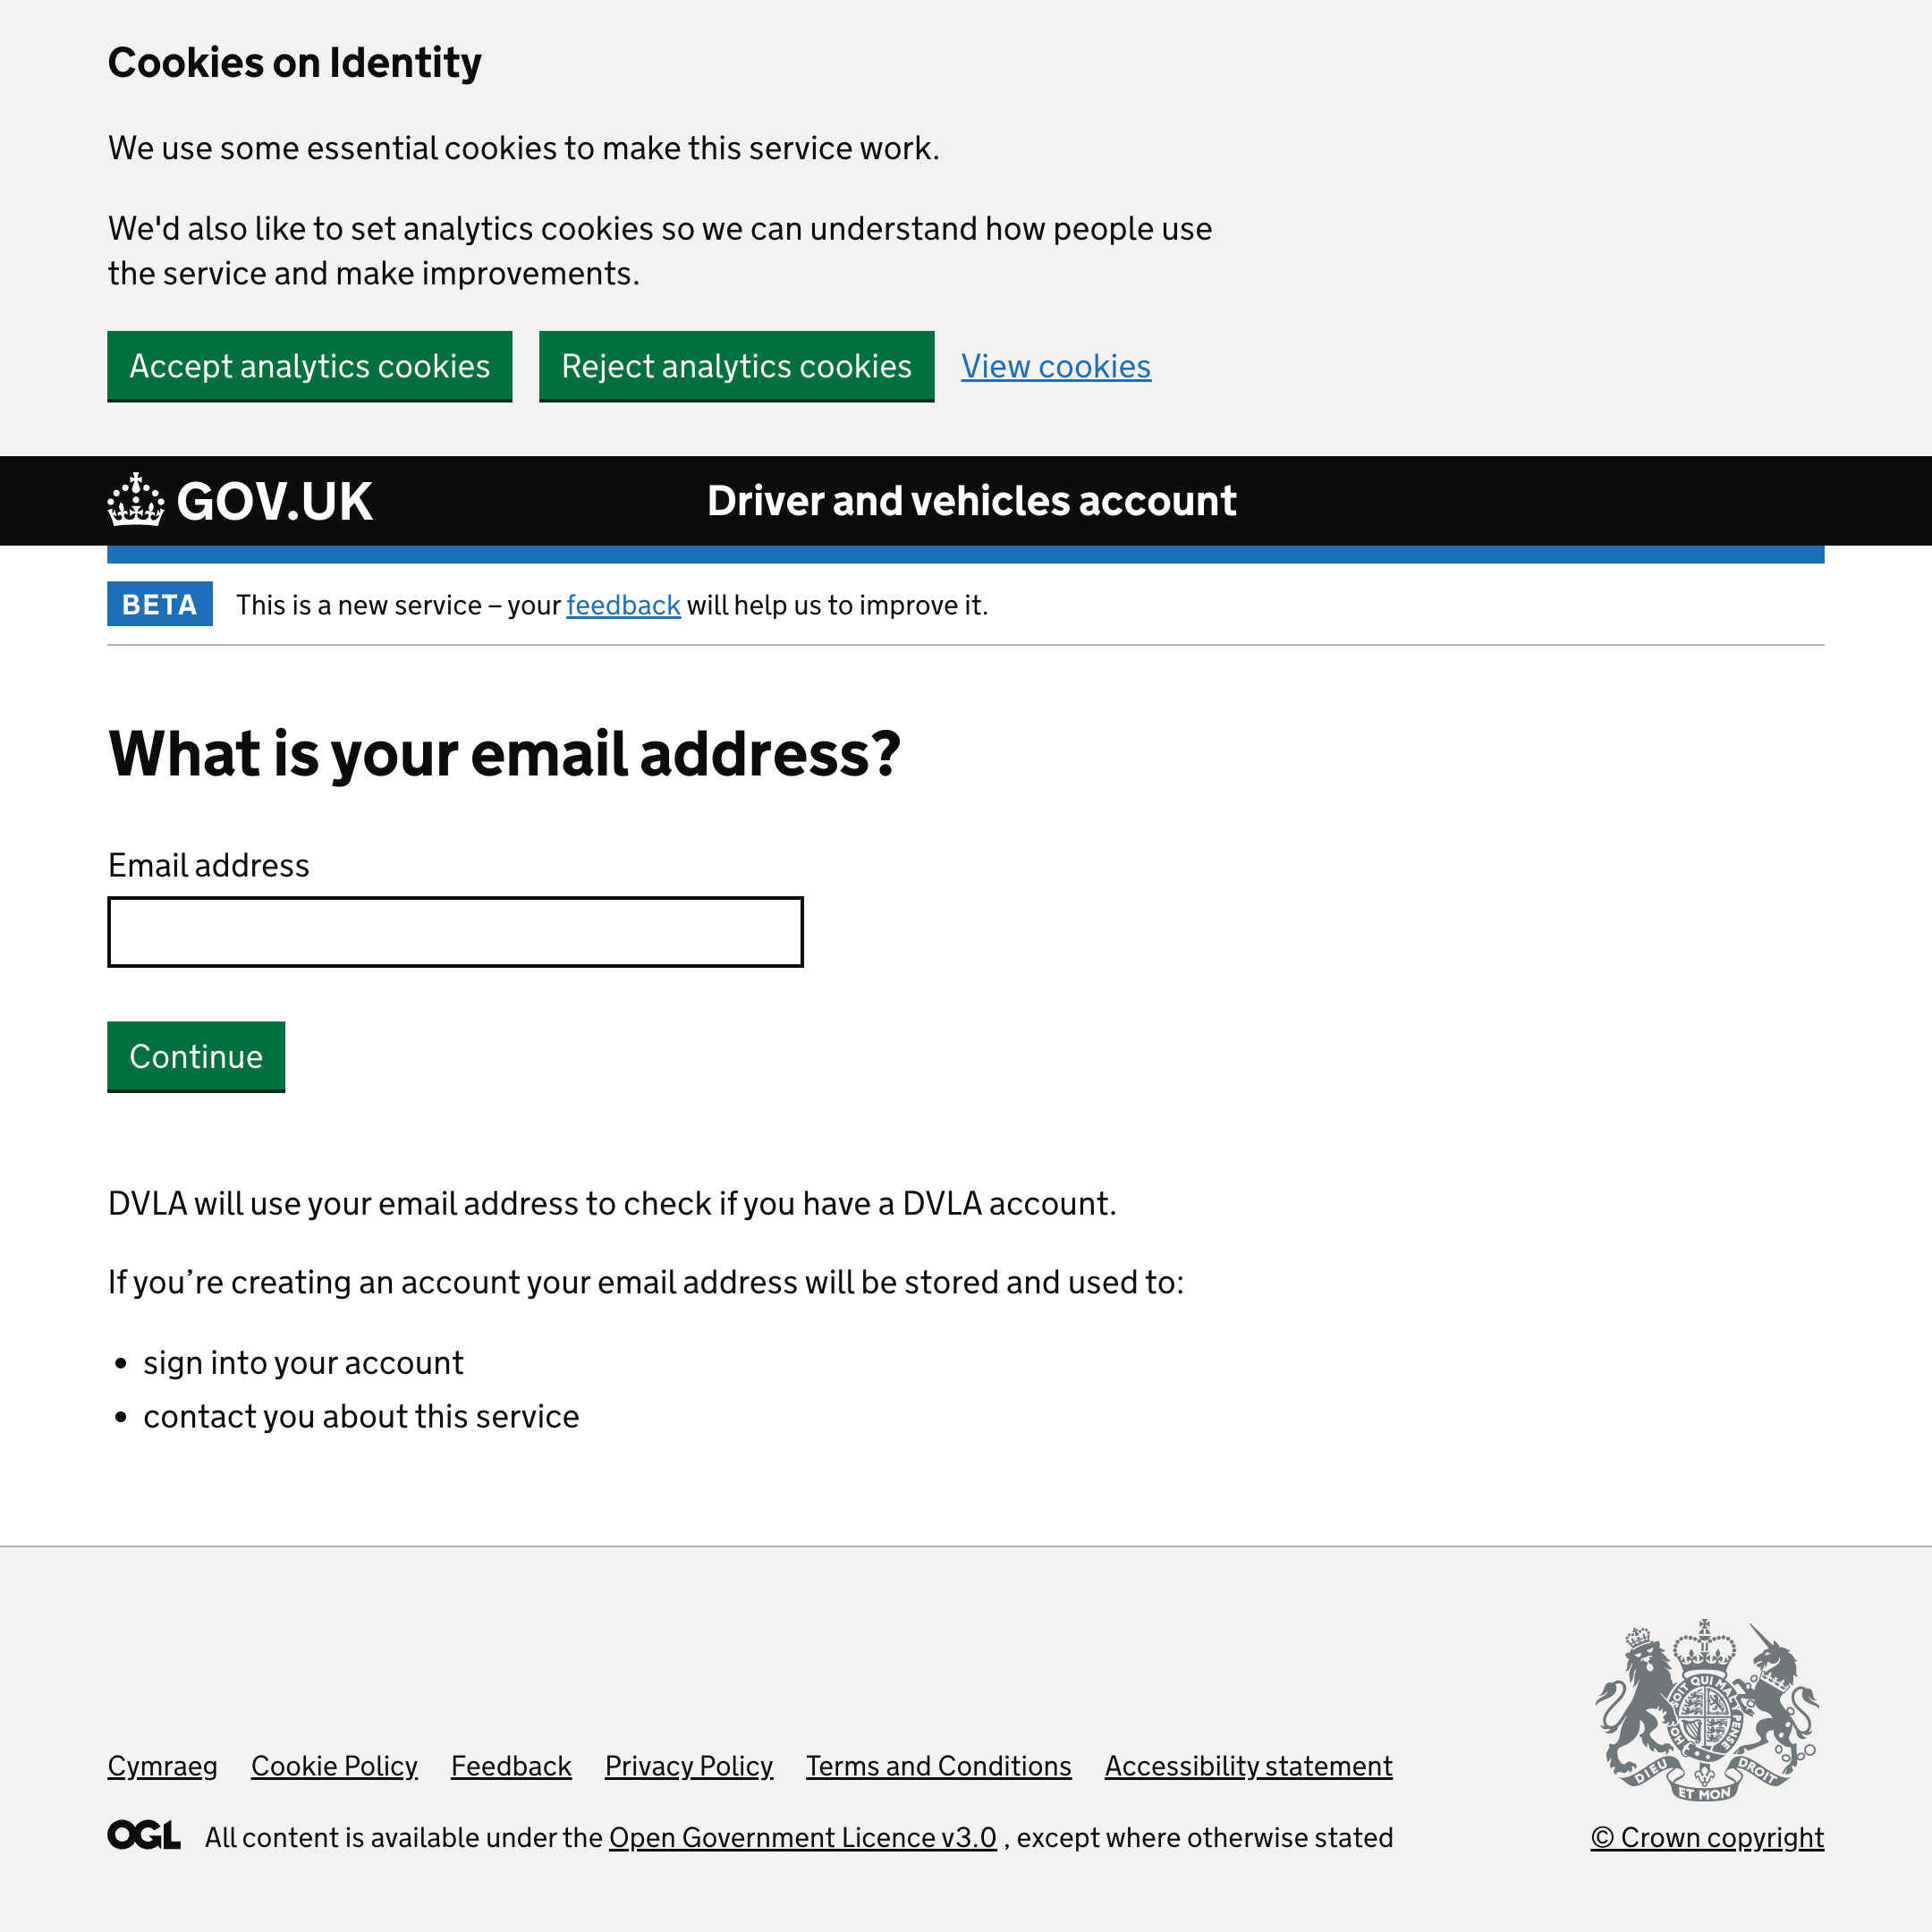 Cookies on Identity
We use some essential cookies to make this service work.
We'd also like to set analytics cookies so we can understand how people use
the service and make improvements.
Accept analytics cookies Reject analytics cookies View cookies
GOV.UK Driver and vehicles account
BETA This is a new service – your feedback will help us to improve it.
What is your email address?
Email address
Continue
DVLA will use your email address to check if you have a DVLA account.
If you’re creating an account your email address will be stored and used to:
• sign into your account
• contact you about this service
SOIT QUI MAL
PENSE
HON
DIEU ET MON DROIT
Cymraeg Cookie Policy Feedback Privacy Policy Terms and Conditions Accessibility statement
OGL All content is available under the Open Government Licence v3.0 , except where otherwise stated
© Crown copyright